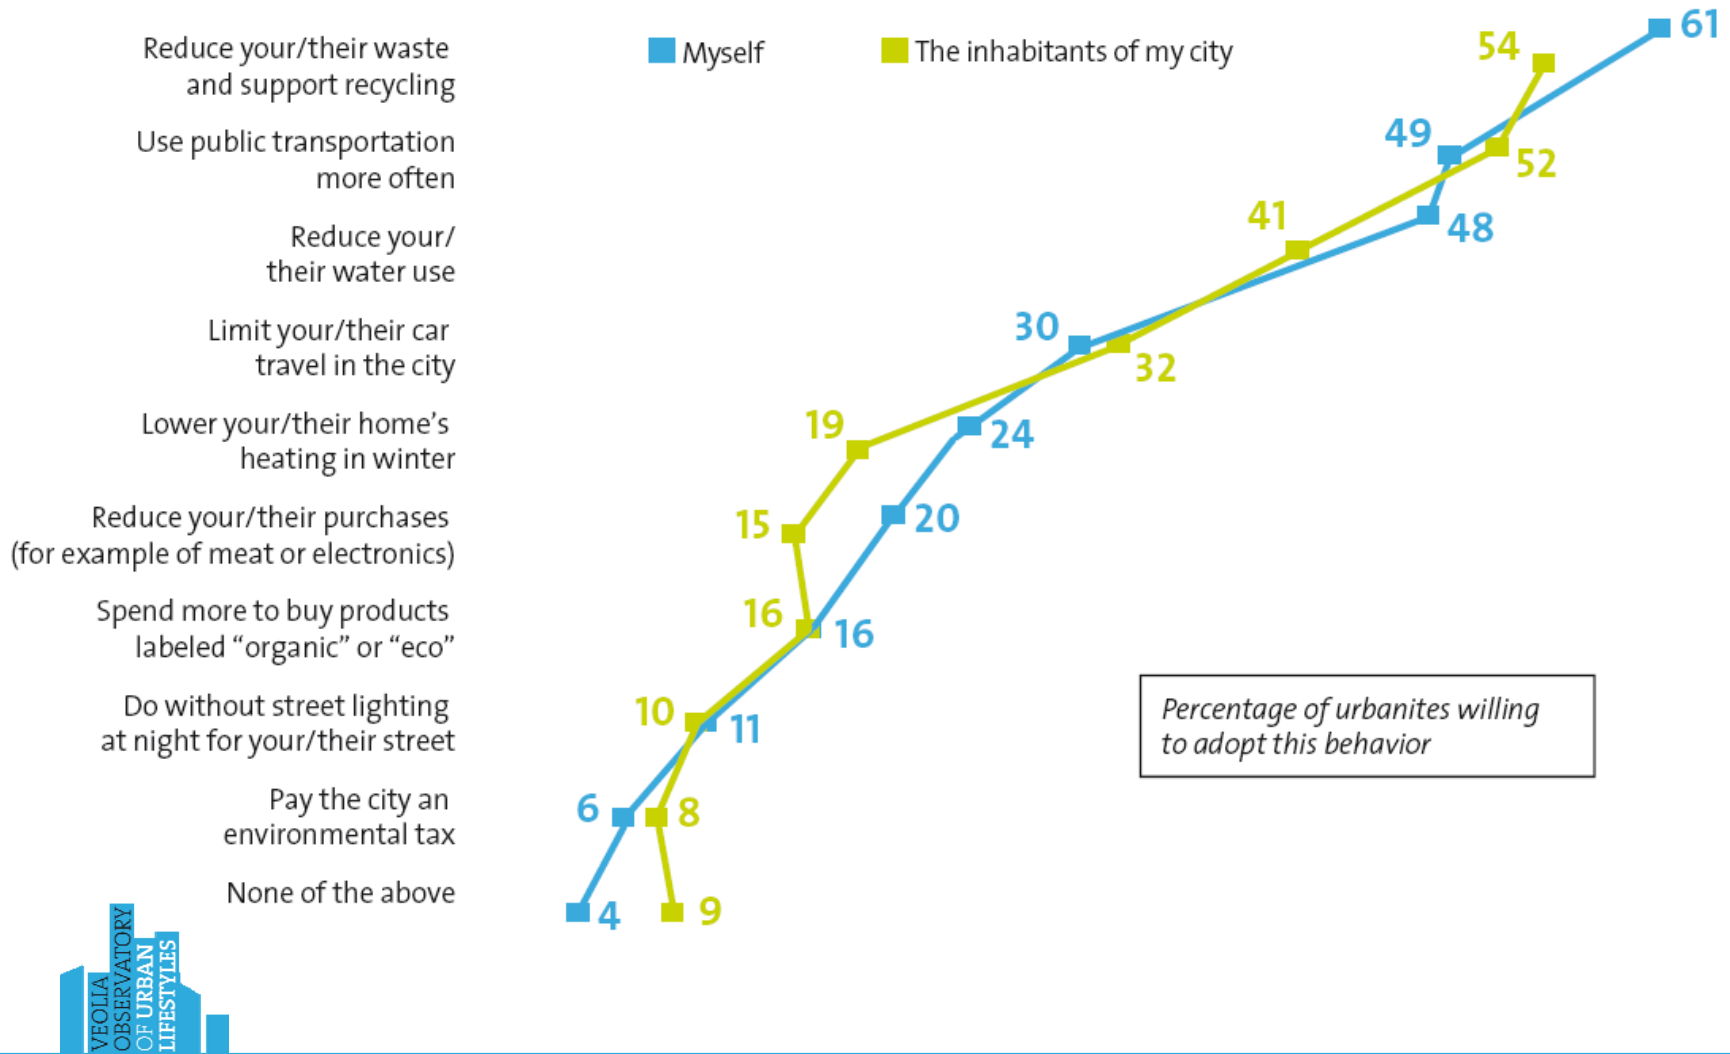 Reduce your/their waste
and support recycling
Myself
The inhabitants of my city
54
61
Use public transportation
more often
49
52
Reduce your/
their water use
41
48
Limit your/their car
travel in the city
30
32
Lower your/their home’s
heating in winter
19
24
Reduce your/their purchases
(for example of meat or electronics)
15
20
Spend more to buy products
labeled “organic” or “eco”
16
16
Do without street lighting
at night for your/their street
10
11
Percentage of urbanites willing
to adopt this behavior
Pay the city an
environmental tax
6
8
None of the above
4
9
VEOLIA
OBSERVATORY
OF URBAN
LIFESTYLES